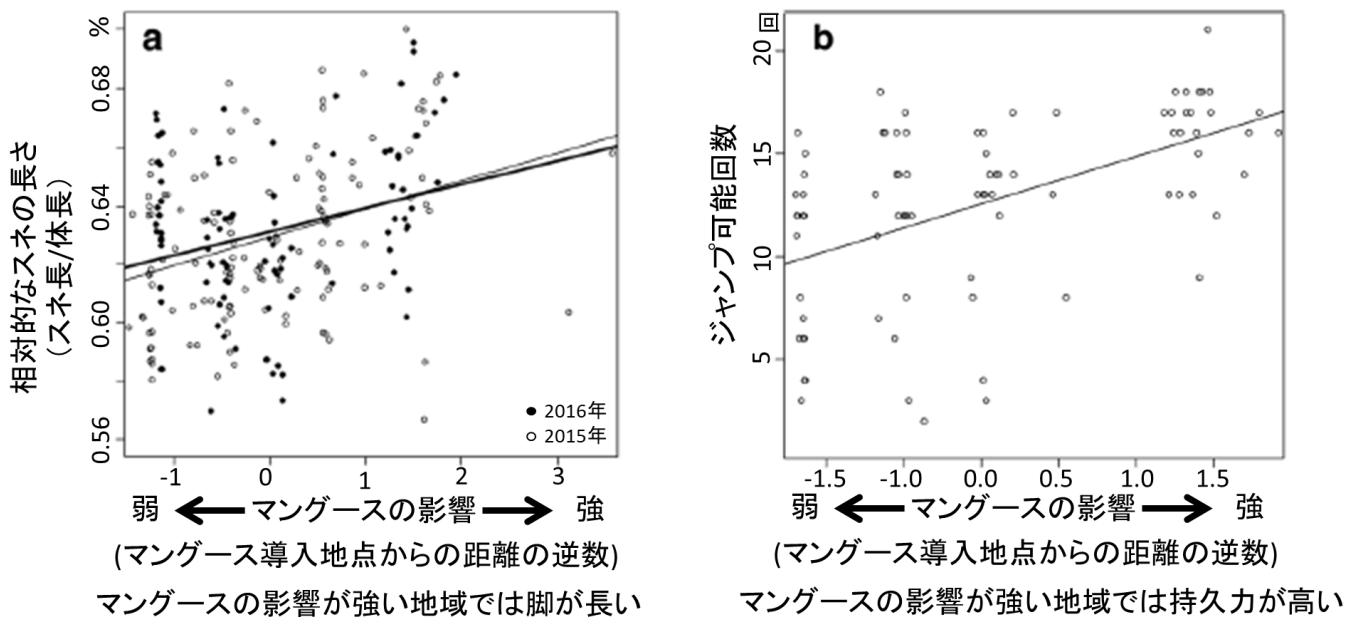 a
%
0.68
0.64
0.60
0.56
相対的なスネの長さ
(スネ長/体長)
2016年
2015年
-1
0
1
2
3
弱
マングースの影響
強
(マングース導入地点からの距離の逆数)
マングースの影響が強い地域では脚が長い
b
回
20
15
10
5
ジャンプ可能回数
-1.5
-1.0
0.0
0.5
1.0
1.5
弱
マングースの影響
強
(マングース導入地点からの距離の逆数)
マングースの影響が強い地域では持久力が高い